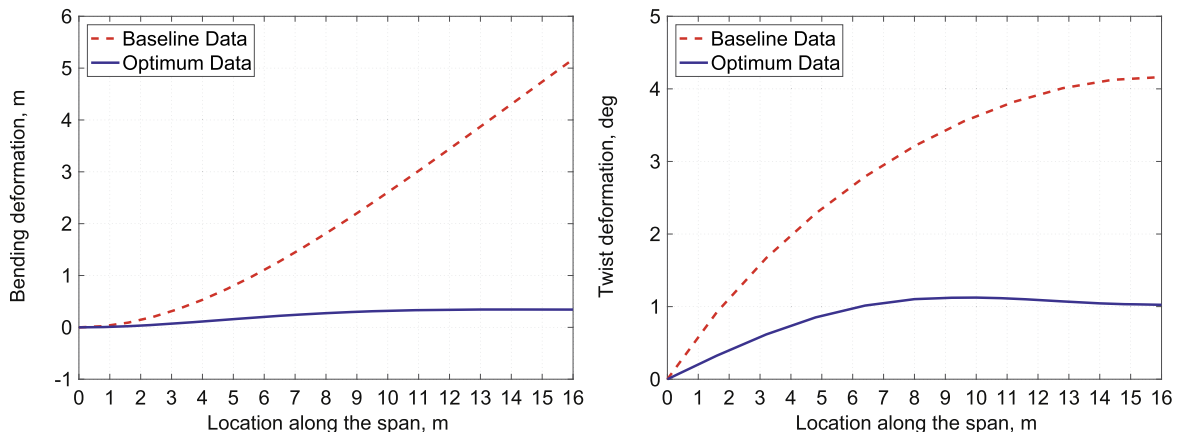 Baseline Data
Optimum Data
6
5
4
3
2
1
0
-1
Bending deformation, m
0 1 2 3 4 5 6 7 8 9 10 11 12 13 14 15 16
Location along the span, m
Baseline Data
Optimum Data
5
4
3
2
1
0
Twist deformation, deg
0 1 2 3 4 5 6 7 8 9 10 11 12 13 14 15 16
Location along the span, m